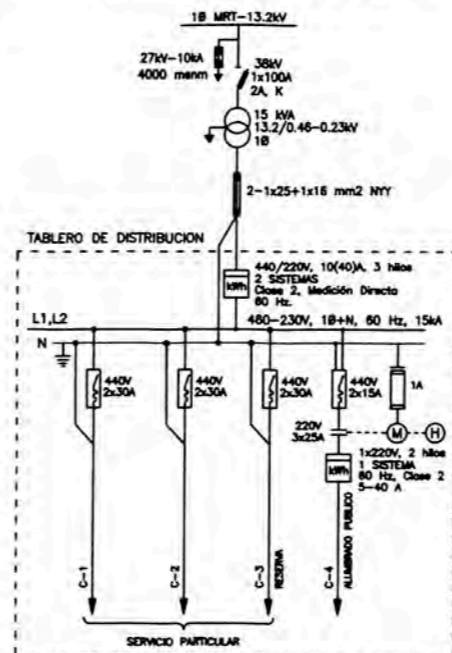 1Ø MRT-13.2kV
27kV-10kA
4000 msnm
38kV
1x100A
2A, K
15 kVA
13.2/0.46-0.23kV
1Ø
2-1x25+1x16 mm2 NYY
TABLERO DE DISTRIBUCION
kWh
440/220V, 10(40)A, 3 hilos
2 SISTEMAS
Clase 2, Medición Directo
60 Hz.
L1,L2
460-230V, 1Ø+N, 60 Hz, 15kA
N
440V
2x30A
440V
2x30A
440V
2x30A
440V
2x15A
1A
220V
3x25A
M
H
kWh
1x220V, 2 hilos
1 SISTEMA
60 Hz, Clase 2
5-40 A
C-1
C-2
C-3
RESERVA
C-4
ALUMBRADO PUBLICO
SERVICIO PARTICULAR